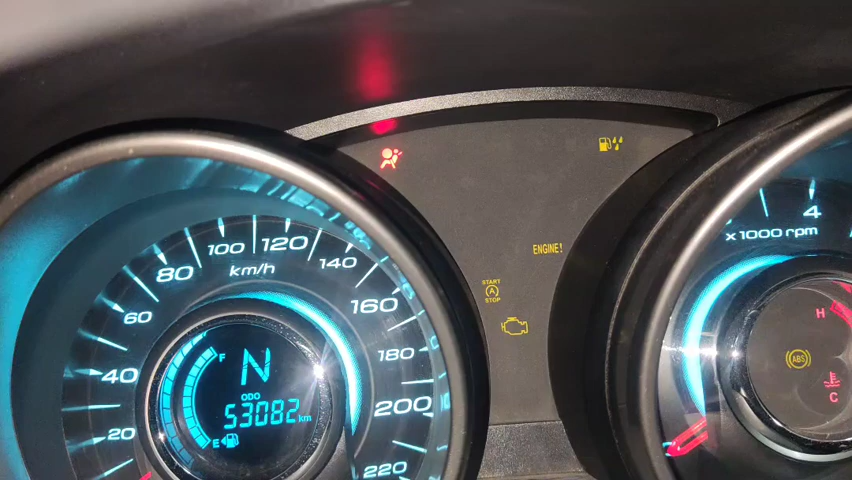 20
40
60
80
100
120
140
160
180
200
220
km/h
F
N
ODO
53082 km
E
ENGINE!
START
A
STOP
4
x 1000 rpm
H
ABS
C